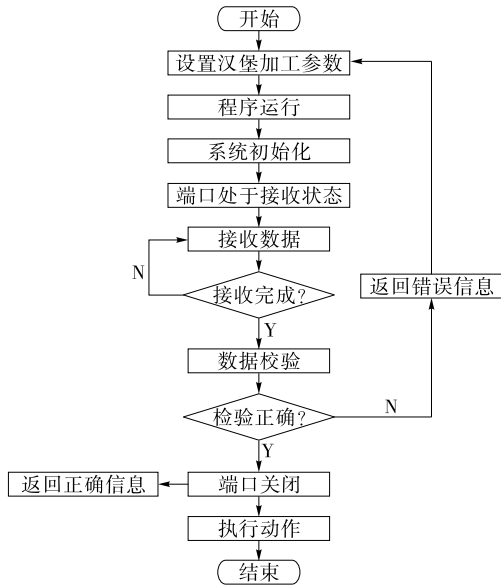 开始
设置汉堡加工参数
程序运行
系统初始化
端口处于接收状态
接收数据
N
接收完成?
返回错误信息
Y
数据校验
检验正确?
N
Y
返回正确信息
端口关闭
执行动作
结束